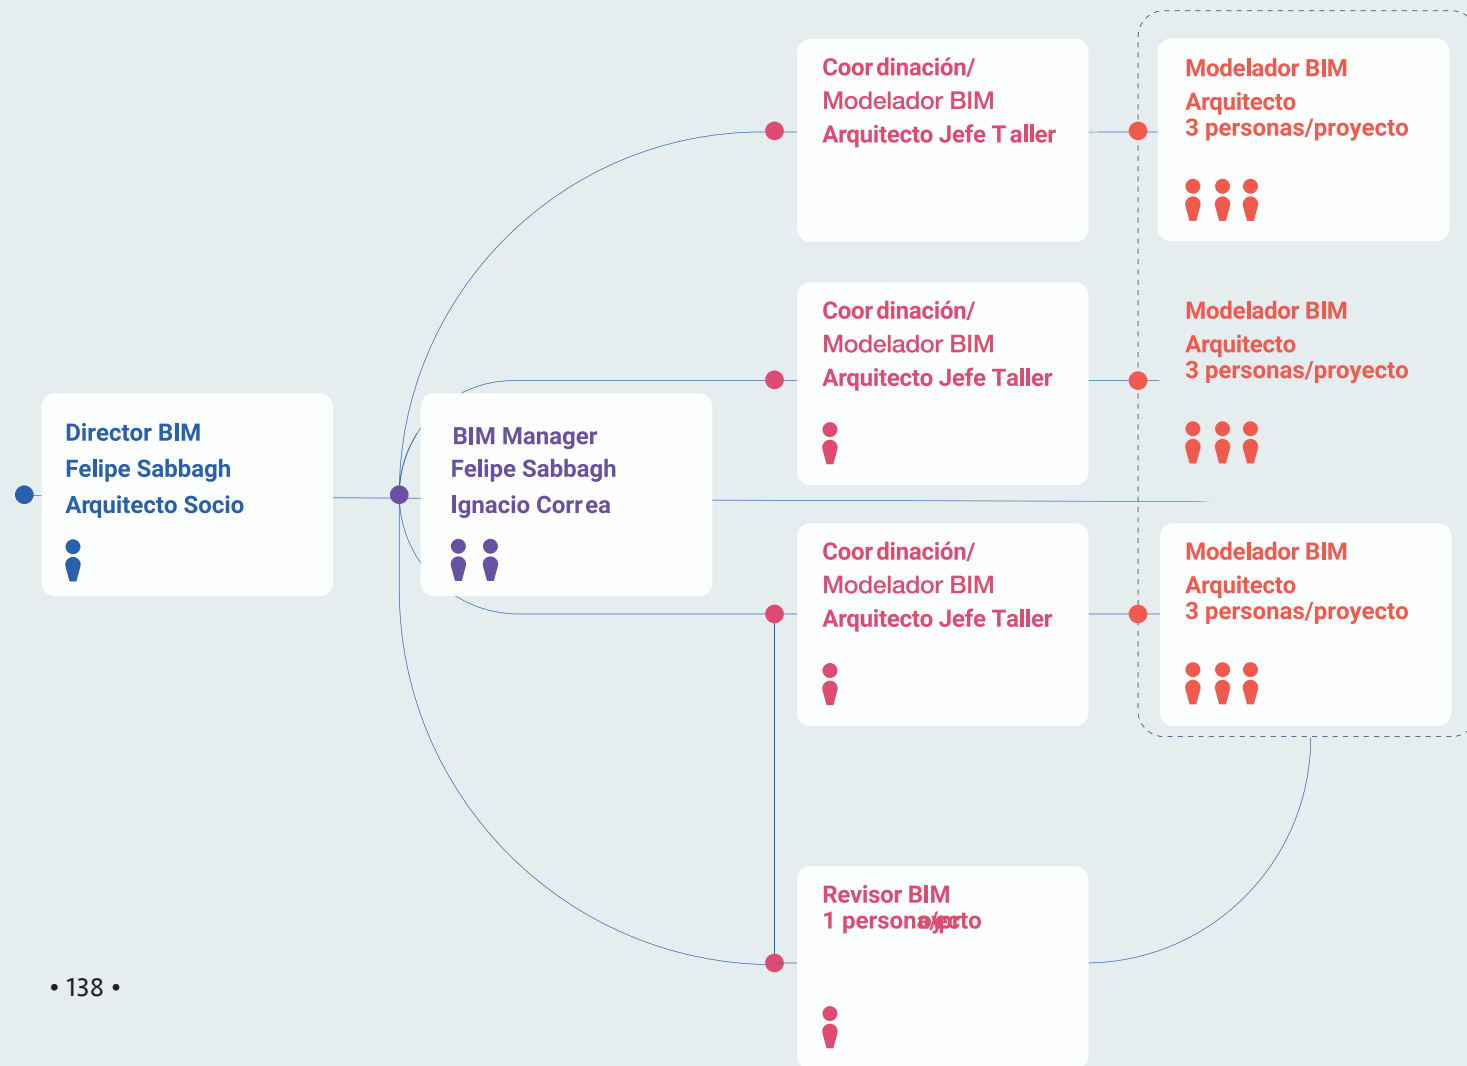 Director BIM
Felipe Sabbagh
Arquitecto Socio
BIM Manager
Felipe Sabbagh
Ignacio Correa
Coordinación/
Modelador BIM
Arquitecto Jefe Taller
Modelador BIM
Arquitecto
3 personas/proyecto
Coordinación/
Modelador BIM
Arquitecto Jefe Taller
Modelador BIM
Arquitecto
3 personas/proyecto
Coordinación/
Modelador BIM
Arquitecto Jefe Taller
Modelador BIM
Arquitecto
3 personas/proyecto
Revisor BIM
1 persona
• 138 •